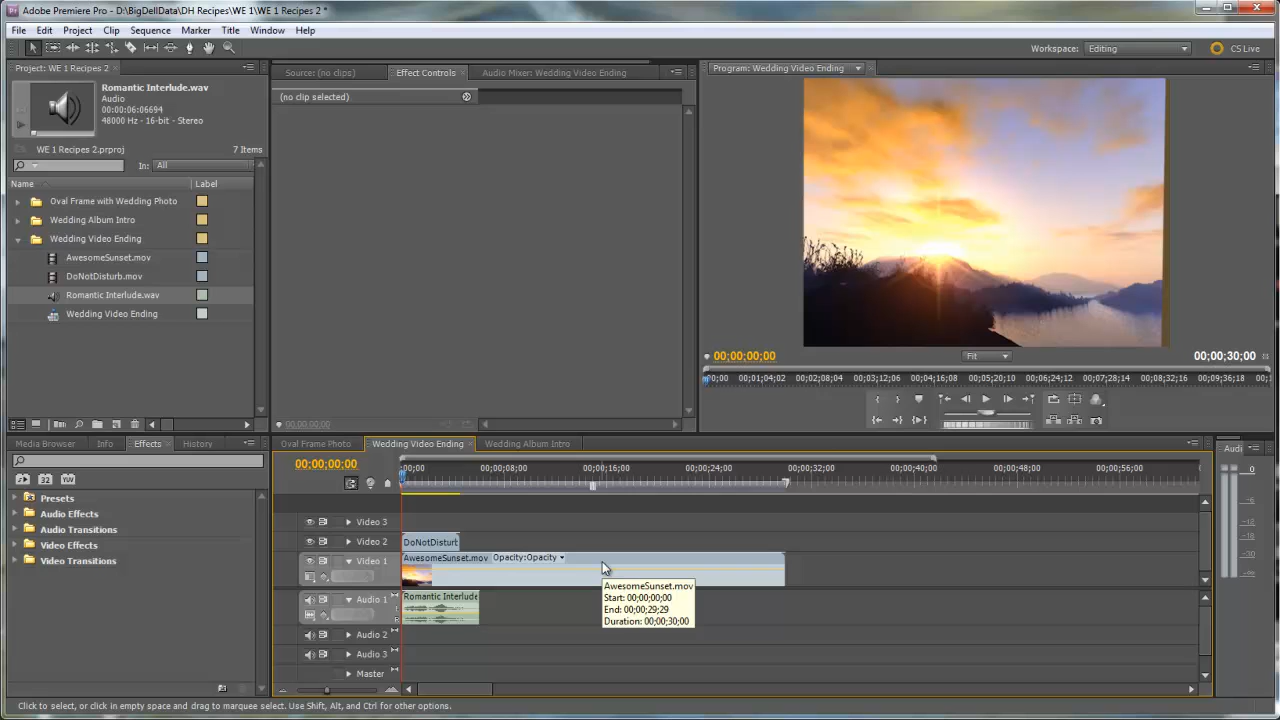 Adobe Premiere Pro - D:\BigDellData\DH Recipes\WE 1\WE 1 Recipes 2 *
File Edit Project Clip Sequence Marker Title Window Help
Workspace: Editing CS Live
Project: WE 1 Recipes 2
Romantic Interlude.wav
Audio
00:00:06:06694
48000 Hz - 16-bit - Stereo
WE 1 Recipes 2.prproj 7 Items
In: All
Name Label
Oval Frame with Wedding Photo
Wedding Album Intro
Wedding Video Ending
AwesomeSunset.mov
DoNotDisturb.mov
Romantic Interlude.wav
Wedding Video Ending
Source: (no clips) Effect Controls Audio Mixer: Wedding Video Ending
(no clip selected)
00;00;00;00
Program: Wedding Video Ending
00;00;00;00 Fit 00;00;30;00
00;00 00;01;04;02 00;02;08;04 00;03;12;06 00;04;16;08 00;05;20;10 00;06;24;12 00;07;28;14 00;08;32;16 00;09;36;18 00;1
Media Browser Info Effects History
Presets
Audio Effects
Audio Transitions
Video Effects
Video Transitions
Oval Frame Photo Wedding Video Ending Wedding Album Intro
00;00;00;00
;00;00 00;00;08;00 00;00;16;00 00;00;24;00 00;00;32;00 00;00;40;00 00;00;48;00 00;00;56;00
Video 3
Video 2 DoNotDisturb
Video 1 AwesomeSunset.mov Opacity:Opacity
AwesomeSunset.mov
Start: 00;00;00;00
End: 00;00;29;29
Duration: 00;00;30;00
Audio 1 Romantic Interlude
Audio 2
Audio 3
Master
Audi
0
-6
-12
-18
-30
Click to select, or click in empty space and drag to marquee select. Use Shift, Alt, and Ctrl for other options.